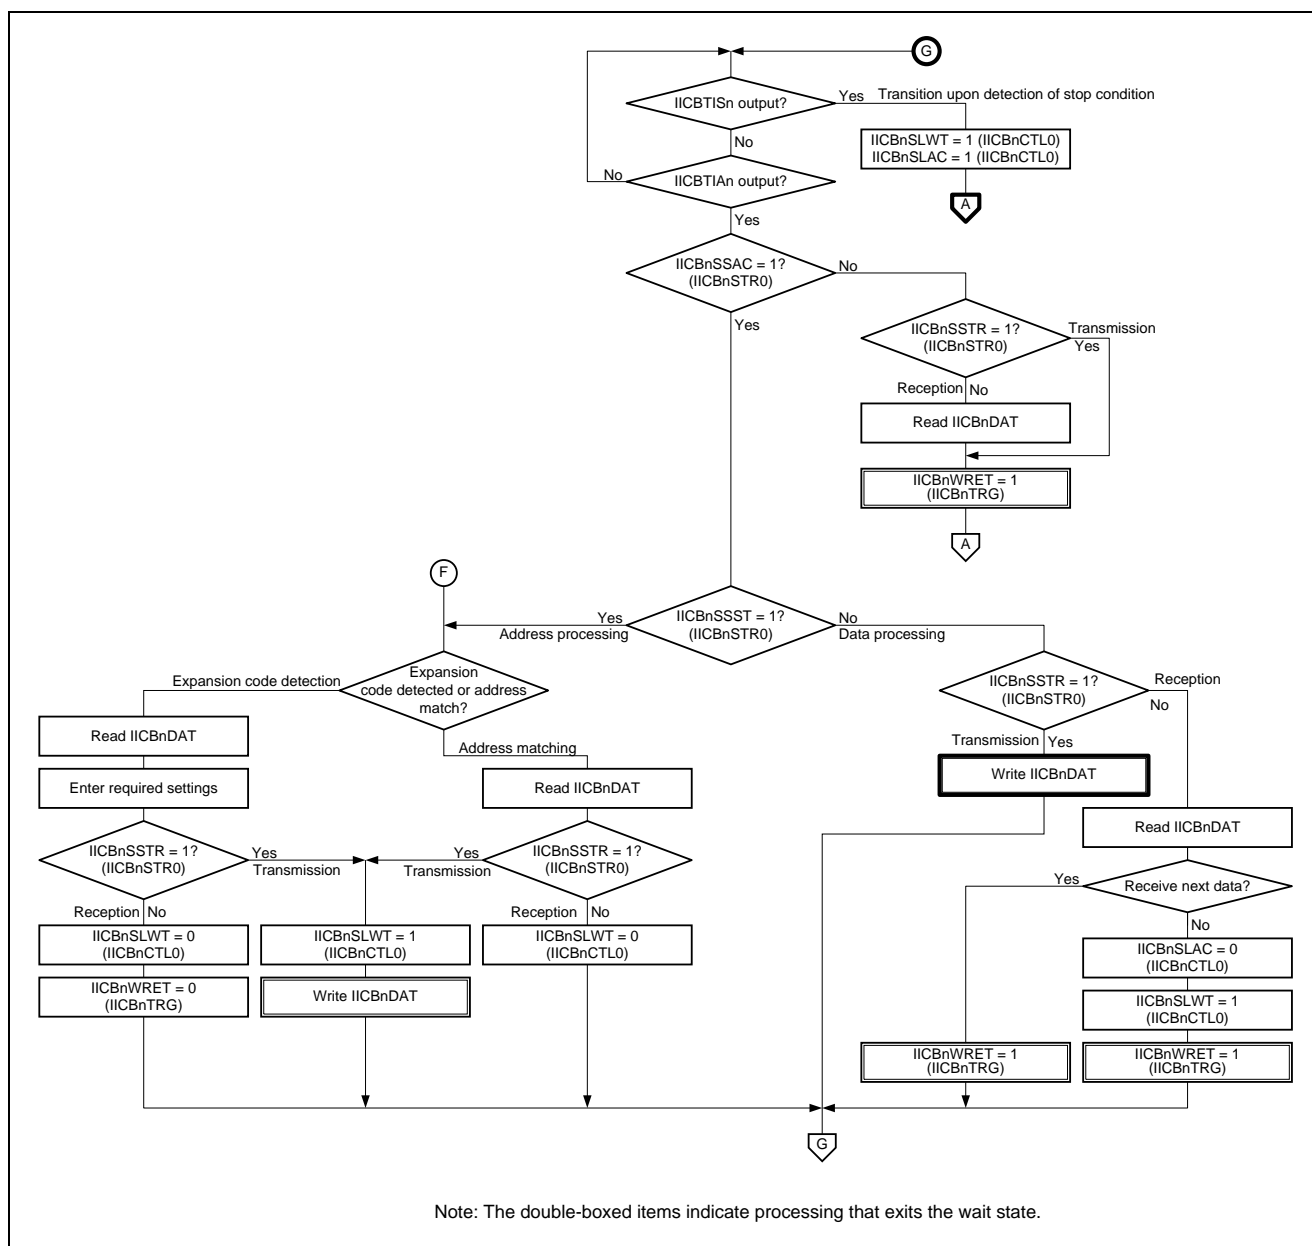 G
IICBTISn output?
Yes
Transition upon detection of stop condition
No
IICBnSLWT = 1 (IICBnCTL0)
IICBnSLAC = 1 (IICBnCTL0)
No
IICBTIAn output?
A
Yes
IICBnSSAC = 1?
(IICBnSTR0)
No
Yes
IICBnSSTR = 1?
(IICBnSTR0)
Transmission
Yes
Reception
No
Read IICBnDAT
IICBnWRET = 1
(IICBnTRG)
A
F
Yes
Address processing
IICBnSSST = 1?
(IICBnSTR0)
No
Data processing
Expansion code detection
Expansion
code detected or address
match?
IICBnSSTR = 1?
(IICBnSTR0)
Reception
No
Read IICBnDAT
Address matching
Transmission
Yes
Enter required settings
Read IICBnDAT
Write IICBnDAT
Read IICBnDAT
IICBnSSTR = 1?
(IICBnSTR0)
Yes
Transmission
Yes
Transmission
IICBnSSTR = 1?
(IICBnSTR0)
Yes
Receive next data?
Reception
No
Reception
No
No
IICBnSLWT = 0
(IICBnCTL0)
IICBnSLWT = 1
(IICBnCTL0)
IICBnSLWT = 0
(IICBnCTL0)
IICBnSLAC = 0
(IICBnCTL0)
IICBnWRET = 0
(IICBnTRG)
Write IICBnDAT
IICBnSLWT = 1
(IICBnCTL0)
IICBnWRET = 1
(IICBnTRG)
IICBnWRET = 1
(IICBnTRG)
G
Note: The double-boxed items indicate processing that exits the wait state.